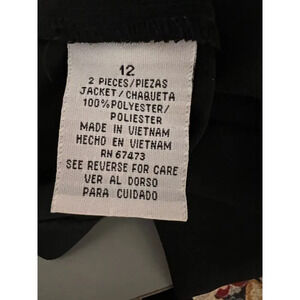 12
2 PIECES/PIEZAS
JACKET/CHAQUETA
100%POLYESTER/
POLIESTER
MADE IN VIETNAM
HECHO EN VIETNAM
RN 67473
SEE REVERSE FOR CARE
VER AL DORSO
PARA CUIDADO